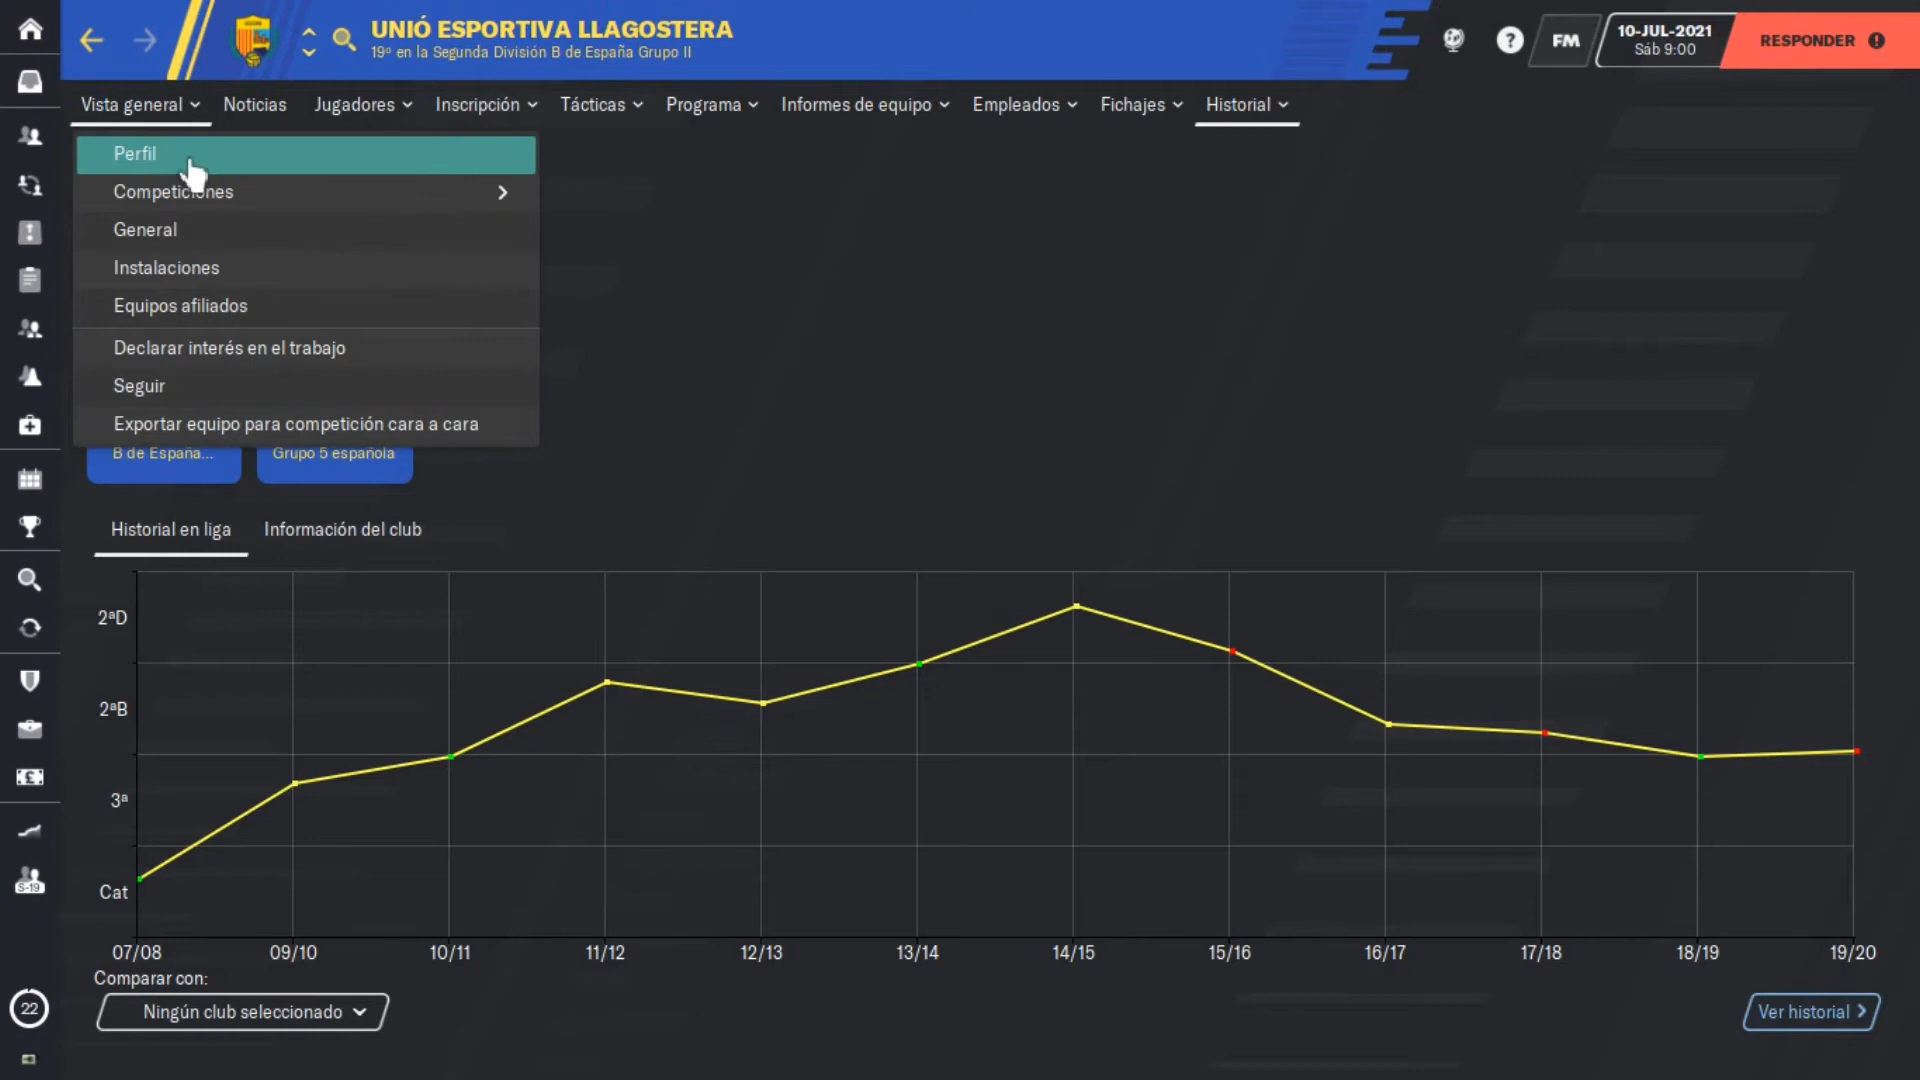 UNIÓ ESPORTIVA LLAGOSTERA
19º en la Segunda División B de España Grupo II
FM
10-JUL-2021
Sáb 9:00
RESPONDER
Vista general
Noticias
Jugadores
Inscripción
Tácticas
Programa
Informes de equipo
Empleados
Fichajes
Historial
Perfil
Competiciones
General
Instalaciones
Equipos afiliados
Declarar interés en el trabajo
Seguir
Exportar equipo para competición cara a cara
B de España...
Grupo 5 española
Historial en liga
Información del club
2ªD
2ªB
3ª
Cat
07/08
09/10
10/11
11/12
12/13
13/14
14/15
15/16
16/17
17/18
18/19
19/20
Comparar con:
Ningún club seleccionado
Ver historial
S-19
22